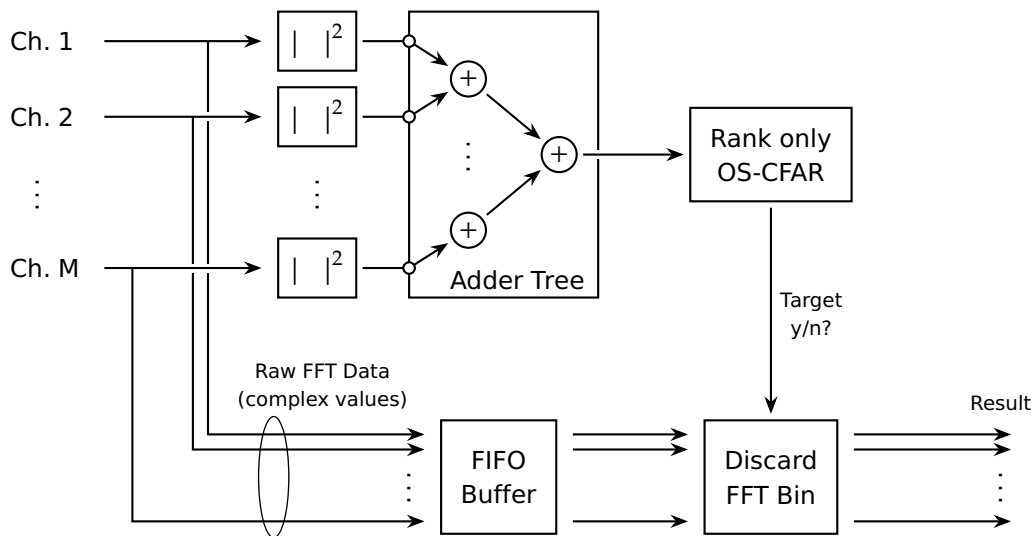 Ch. 1
| |²
+
Ch. 2
| |²
Rank only
OS-CFAR
⋮
⋮
⋮
+
+
Ch. M
| |²
Adder Tree
Target
y/n?
Raw FFT Data
(complex values)
Result
FIFO
Buffer
Discard
FFT Bin
⋮
⋮